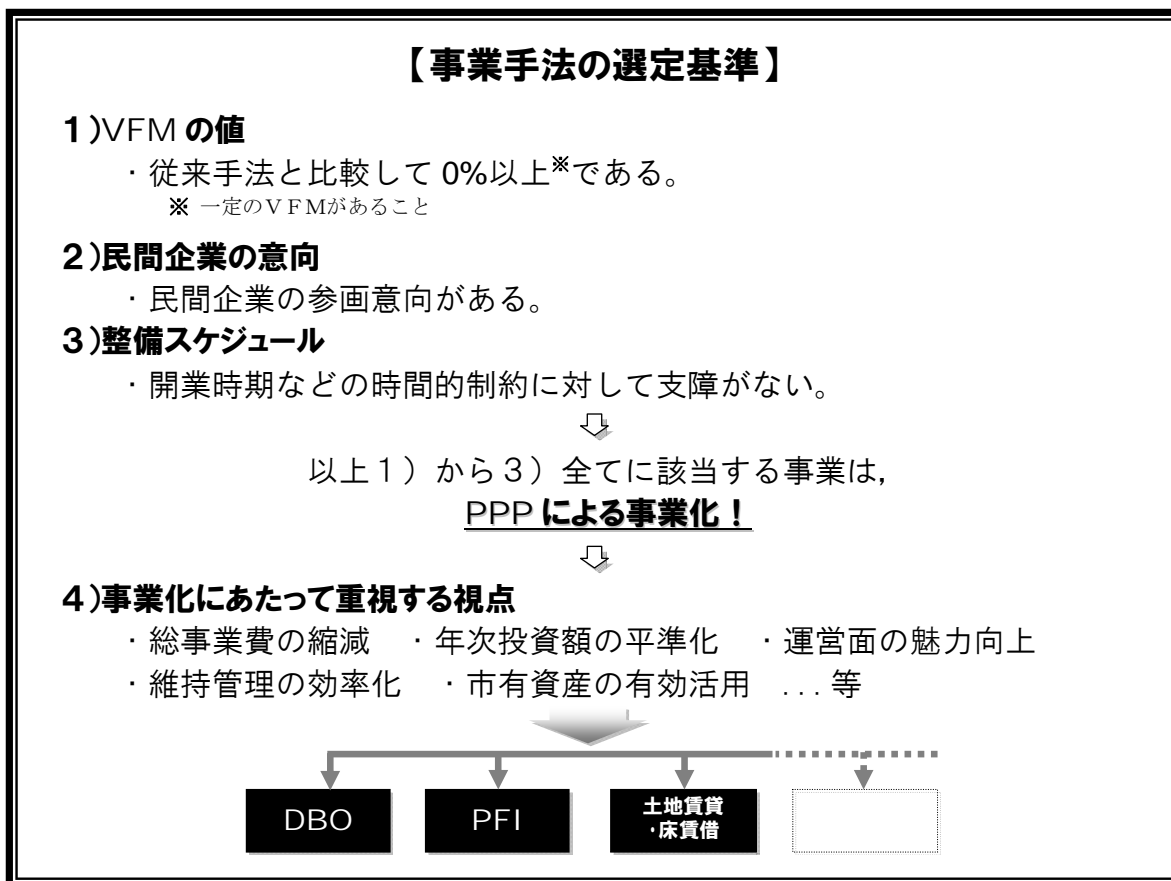 【事業手法の選定基準】
1)VFMの値
・従来手法と比較して0%以上※である。
※ 一定のVFMがあること
2)民間企業の意向
・民間企業の参画意向がある。
3)整備スケジュール
・開業時期などの時間的制約に対して支障がない。
以上1）から3）全てに該当する事業は,
PPPによる事業化！
4)事業化にあたって重視する視点
・総事業費の縮減 ・年次投資額の平準化 ・運営面の魅力向上
・維持管理の効率化 ・市有資産の有効活用 ...等
DBO
PFI
土地賃貸
・床賃借